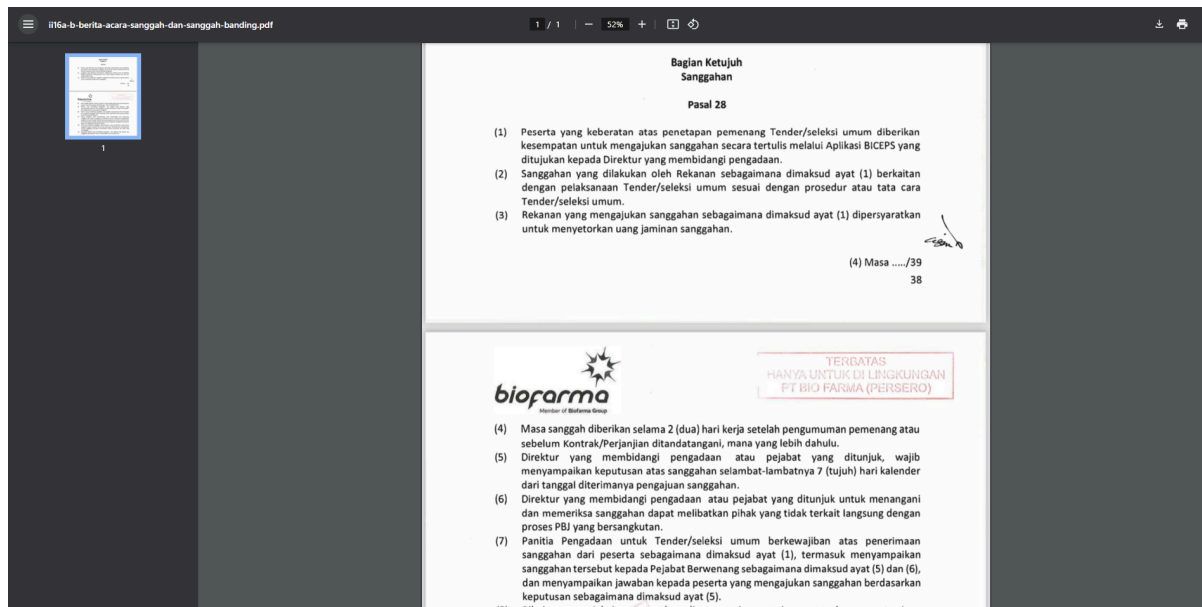 ii16a-b-berita-acara-sanggah-dan-sanggah-banding.pdf
1 / 1
52%
1
Bagian Ketujuh
Sanggahan
Pasal 28
(1) Peserta yang keberatan atas penetapan pemenang Tender/seleksi umum diberikan
kesempatan untuk mengajukan sanggahan secara tertulis melalui Aplikasi BICEPS yang
ditujukan kepada Direktur yang membidangi pengadaan.
(2) Sanggahan yang dilakukan oleh Rekanan sebagaimana dimaksud ayat (1) berkaitan
dengan pelaksanaan Tender/seleksi umum sesuai dengan prosedur atau tata cara
Tender/seleksi umum.
(3) Rekanan yang mengajukan sanggahan sebagaimana dimaksud ayat (1) dipersyaratkan
untuk menyetorkan uang jaminan sanggahan.
(4) Masa ...../39
38
biofarma
Member of Biofarma Group
TERBATAS
HANYA UNTUK DI LINGKUNGAN
PT BIO FARMA (PERSERO)
(4) Masa sanggah diberikan selama 2 (dua) hari kerja setelah pengumuman pemenang atau
sebelum Kontrak/Perjanjian ditandatangani, mana yang lebih dahulu.
(5) Direktur yang membidangi pengadaan atau pejabat yang ditunjuk, wajib
menyampaikan keputusan atas sanggahan selambat-lambatnya 7 (tujuh) hari kalender
dari tanggal diterimanya pengajuan sanggahan.
(6) Direktur yang membidangi pengadaan atau pejabat yang ditunjuk untuk menangani
dan memeriksa sanggahan dapat melibatkan pihak yang tidak terkait langsung dengan
proses PBJ yang bersangkutan.
(7) Panitia Pengadaan untuk Tender/seleksi umum berkewajiban atas penerimaan
sanggahan dari peserta sebagaimana dimaksud ayat (1), termasuk menyampaikan
sanggahan tersebut kepada Pejabat Berwenang sebagaimana dimaksud ayat (5) dan (6),
dan menyampaikan jawaban kepada peserta yang mengajukan sanggahan berdasarkan
keputusan sebagaimana dimaksud ayat (5).